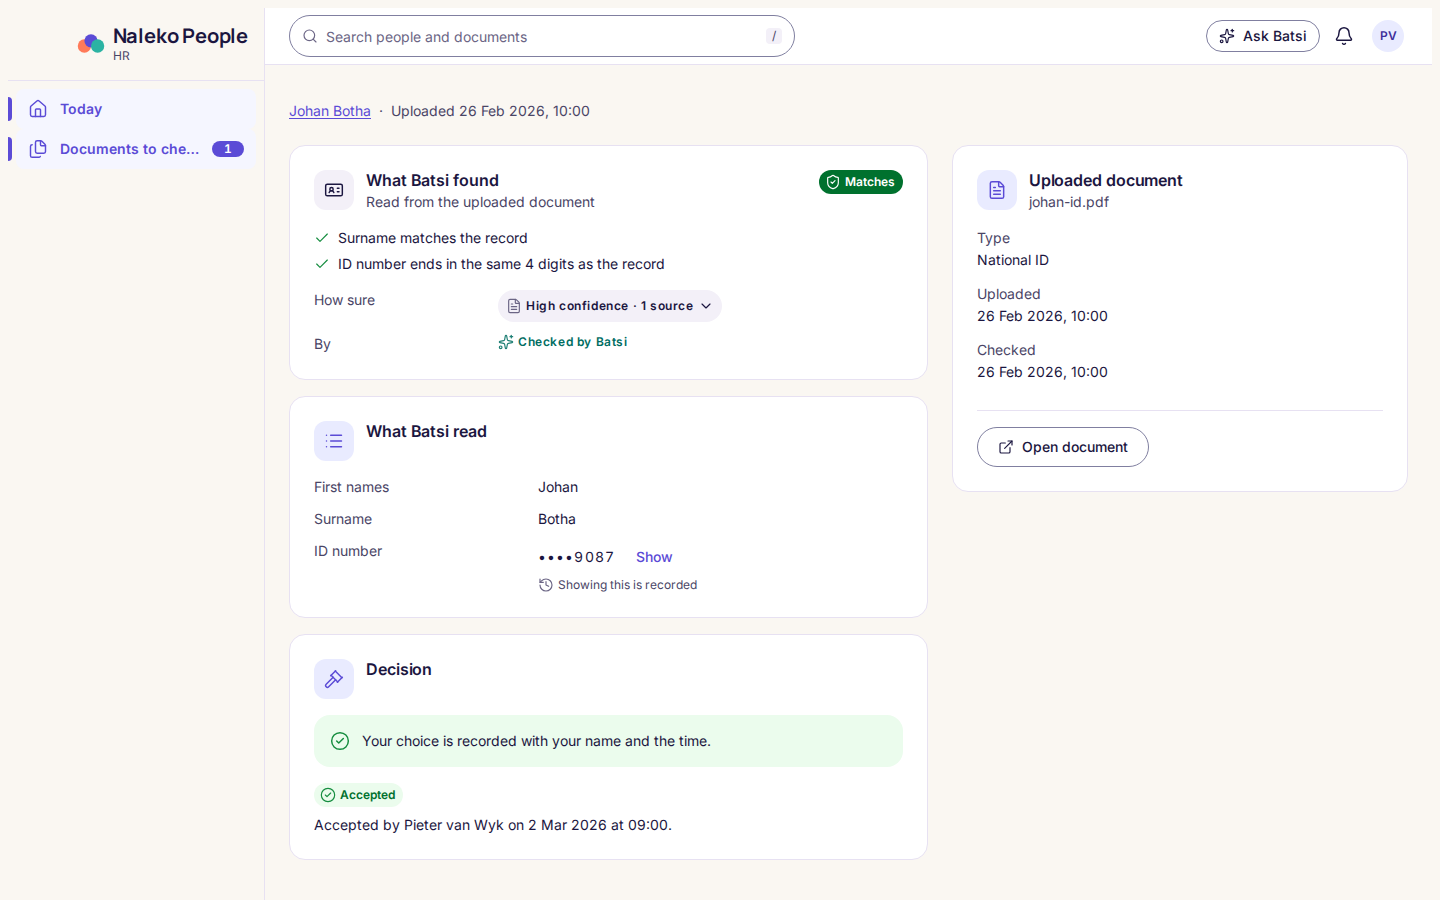 Naleko People
HR
Search people and documents
/
Ask Batsi
PV
Today
Documents to che...
1
Johan Botha · Uploaded 26 Feb 2026, 10:00
What Batsi found
Read from the uploaded document
Matches
Surname matches the record
ID number ends in the same 4 digits as the record
How sure
High confidence · 1 source
By
Checked by Batsi
What Batsi read
First names
Johan
Surname
Botha
ID number
••••9087
Show
Showing this is recorded
Decision
Your choice is recorded with your name and the time.
Accepted
Accepted by Pieter van Wyk on 2 Mar 2026 at 09:00.
Uploaded document
johan-id.pdf
Type
National ID
Uploaded
26 Feb 2026, 10:00
Checked
26 Feb 2026, 10:00
Open document